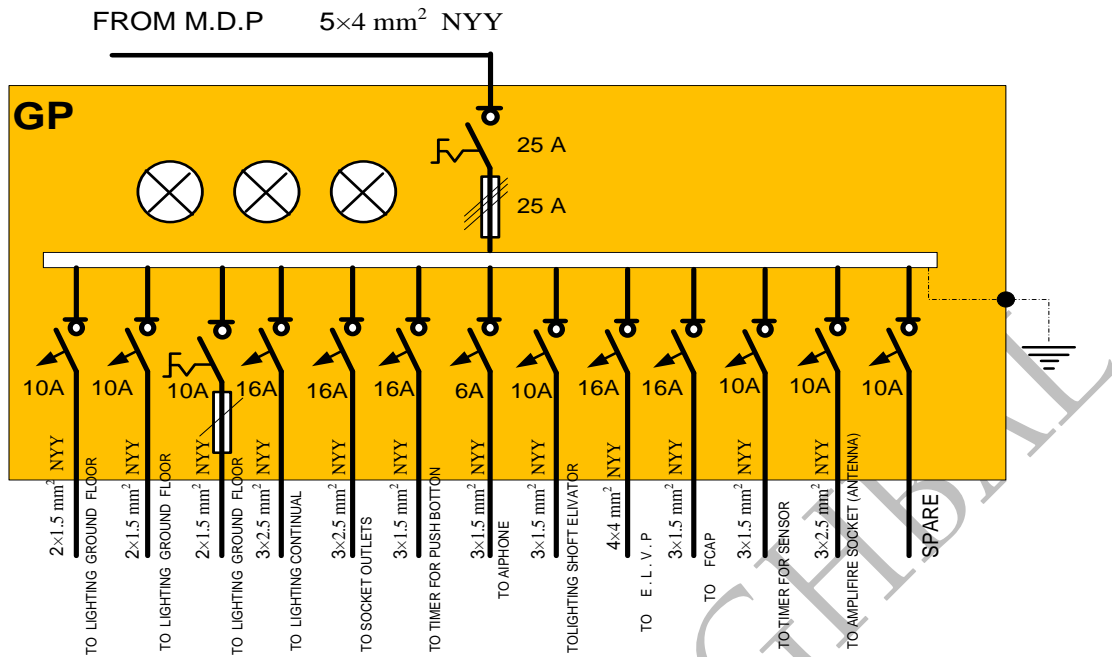 FROM M.D.P 5×4 mm² NYY
GP
25 A
25 A
10A
10A
10A
16A
16A
16A
6A
10A
16A
16A
10A
10A
10A
2×1.5 mm² NYY
TO LIGHTING GROUND FLOOR
2×1.5 mm² NYY
TO LIGHTING GROUND FLOOR
2×1.5 mm² NYY
TO LIGHTING GROUND FLOOR
3×2.5 mm² NYY
TO LIGHTING CONTINUAL
3×2.5 mm² NYY
TO SOCKET OUTLETS
3×1.5 mm² NYY
TO TIMER FOR PUSH BOTTON
3×1.5 mm² NYY
TO AIPHONE
3×1.5 mm² NYY
TOLIGHTING SHOFT ELIVATOR
4×4 mm² NYY
TO E.L.V.P
3×1.5 mm² NYY
TO FCAP
3×1.5 mm² NYY
TO TIMER FOR SENSOR
3×2.5 mm² NYY
TO AMPLIFIRE SOCKET (ANTENNA)
SPARE